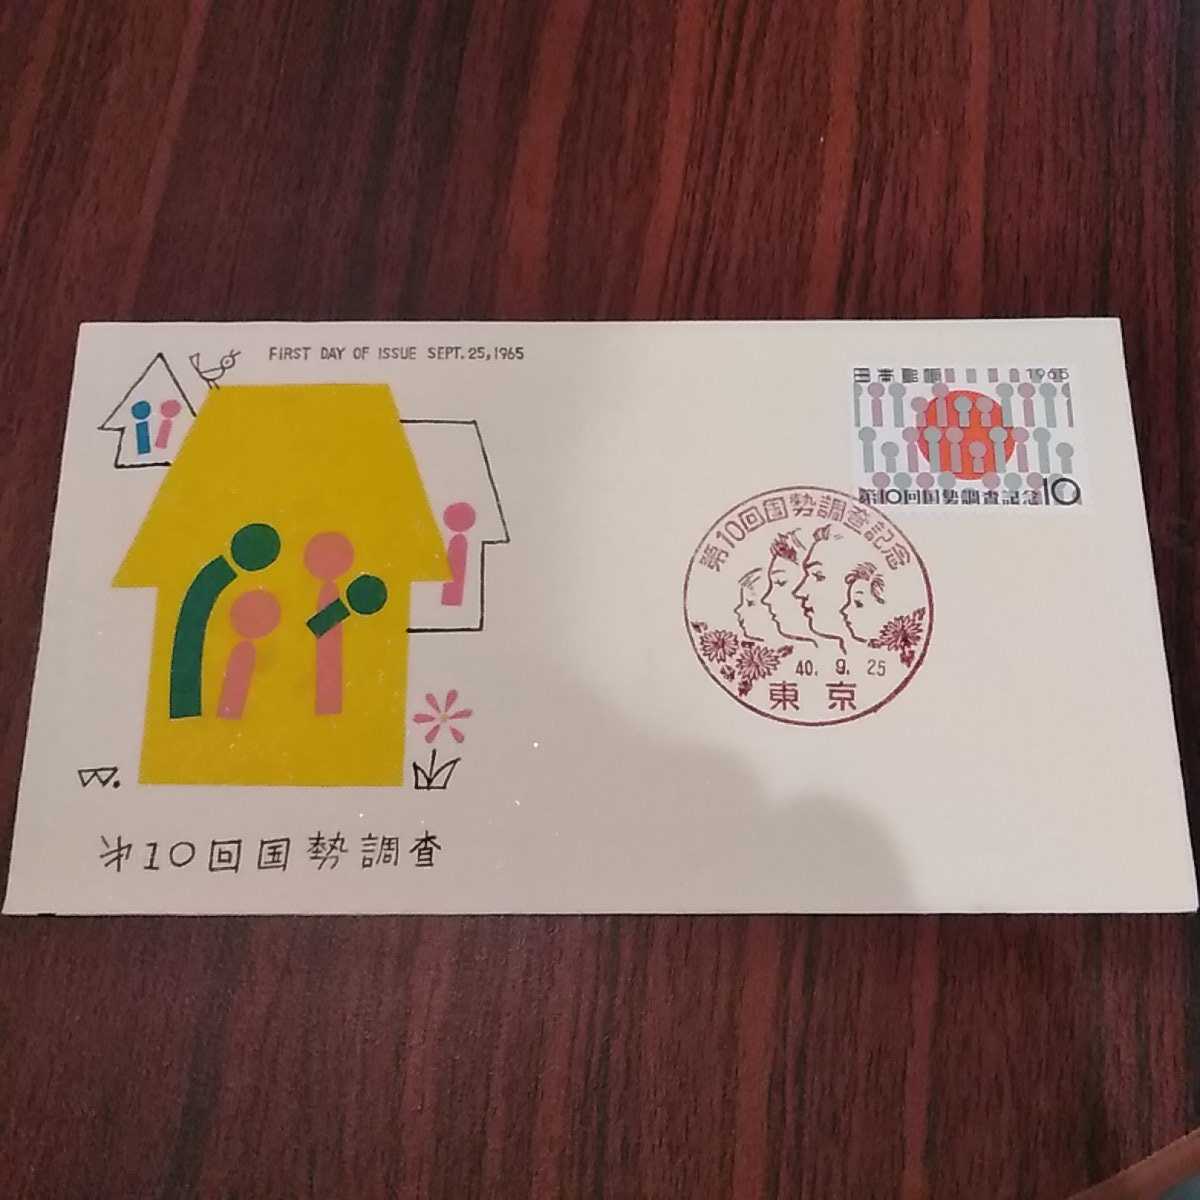 FIRST DAY OF ISSUE SEPT. 25, 1965
日本郵便 1965
第10回国勢調査記念 10
第10回国勢調査記念
40. 9. 25
東京
W.
第10回国勢調査